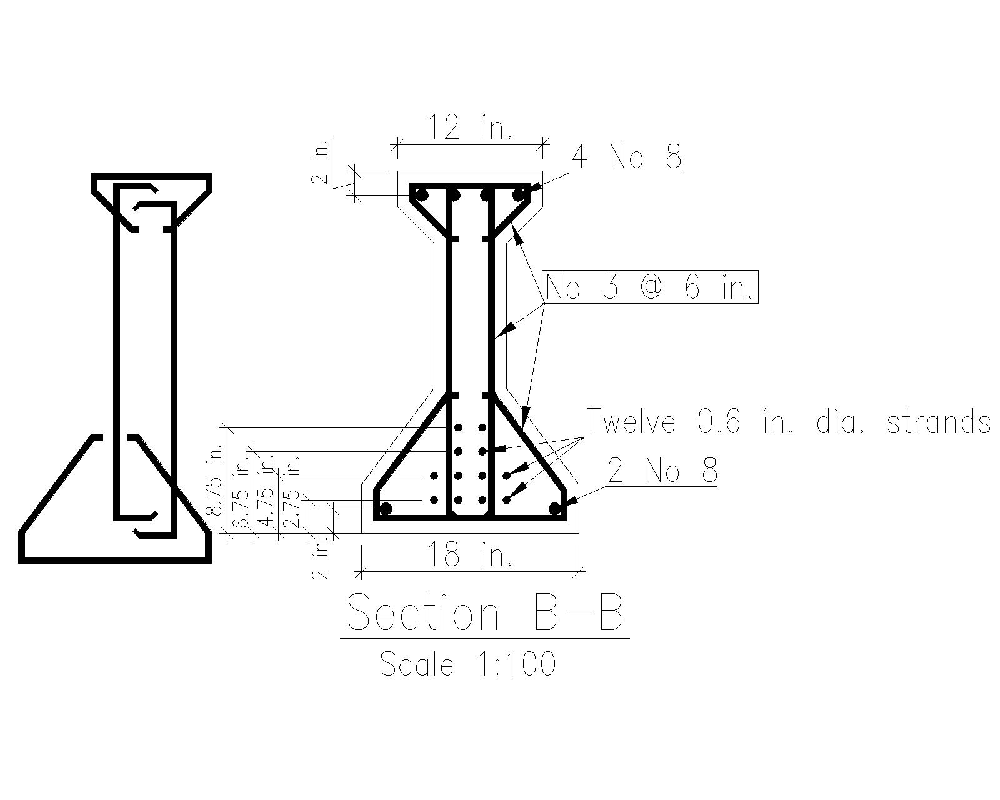 12 in.
2 in.
4 No 8
No 3 @ 6 in.
Twelve 0.6 in. dia. strands
2 No 8
8.75 in.
6.75 in.
4.75 in.
2.75 in.
2 in.
18 in.
Section B-B
Scale 1:100